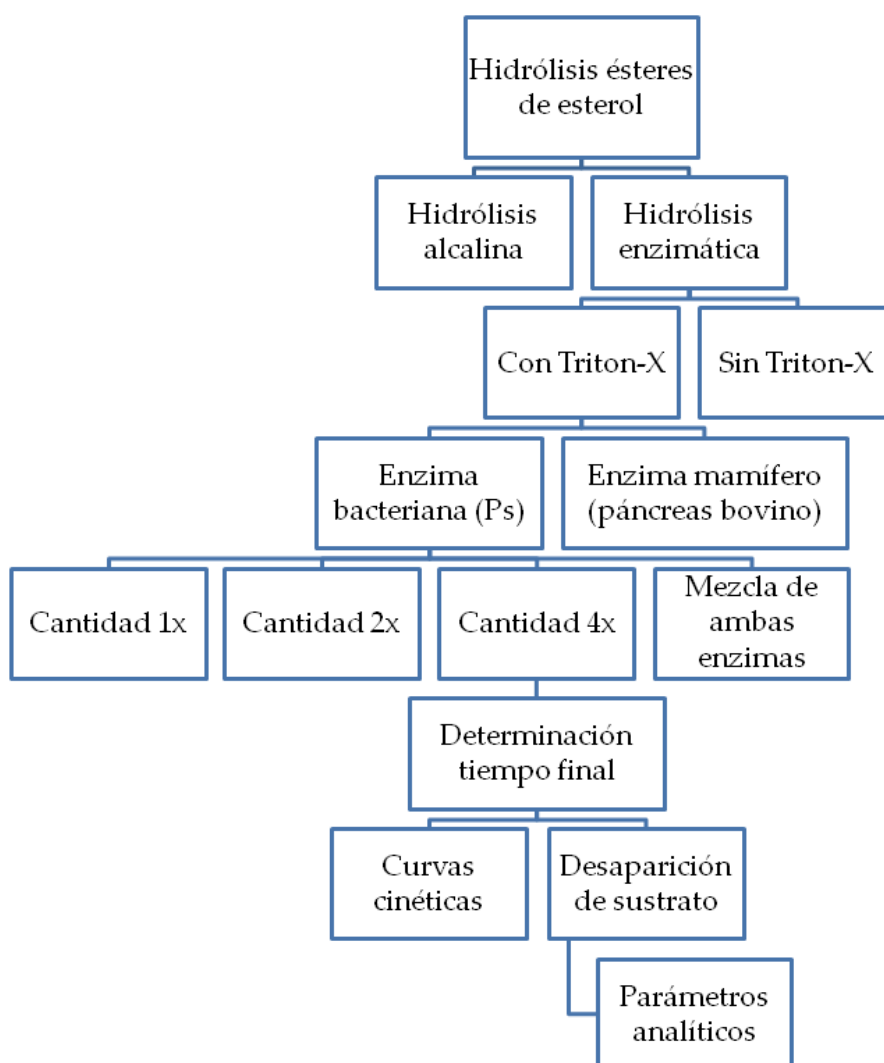 Hidrólisis ésteres
de esterol
Hidrólisis
alcalina
Hidrólisis
enzimática
Con Triton-X
Sin Triton-X
Enzima
bacteriana (Ps)
Enzima mamífero
(páncreas bovino)
Cantidad 1x
Cantidad 2x
Cantidad 4x
Mezcla de
ambas
enzimas
Determinación
tiempo final
Curvas
cinéticas
Desaparición
de sustrato
Parámetros
analíticos